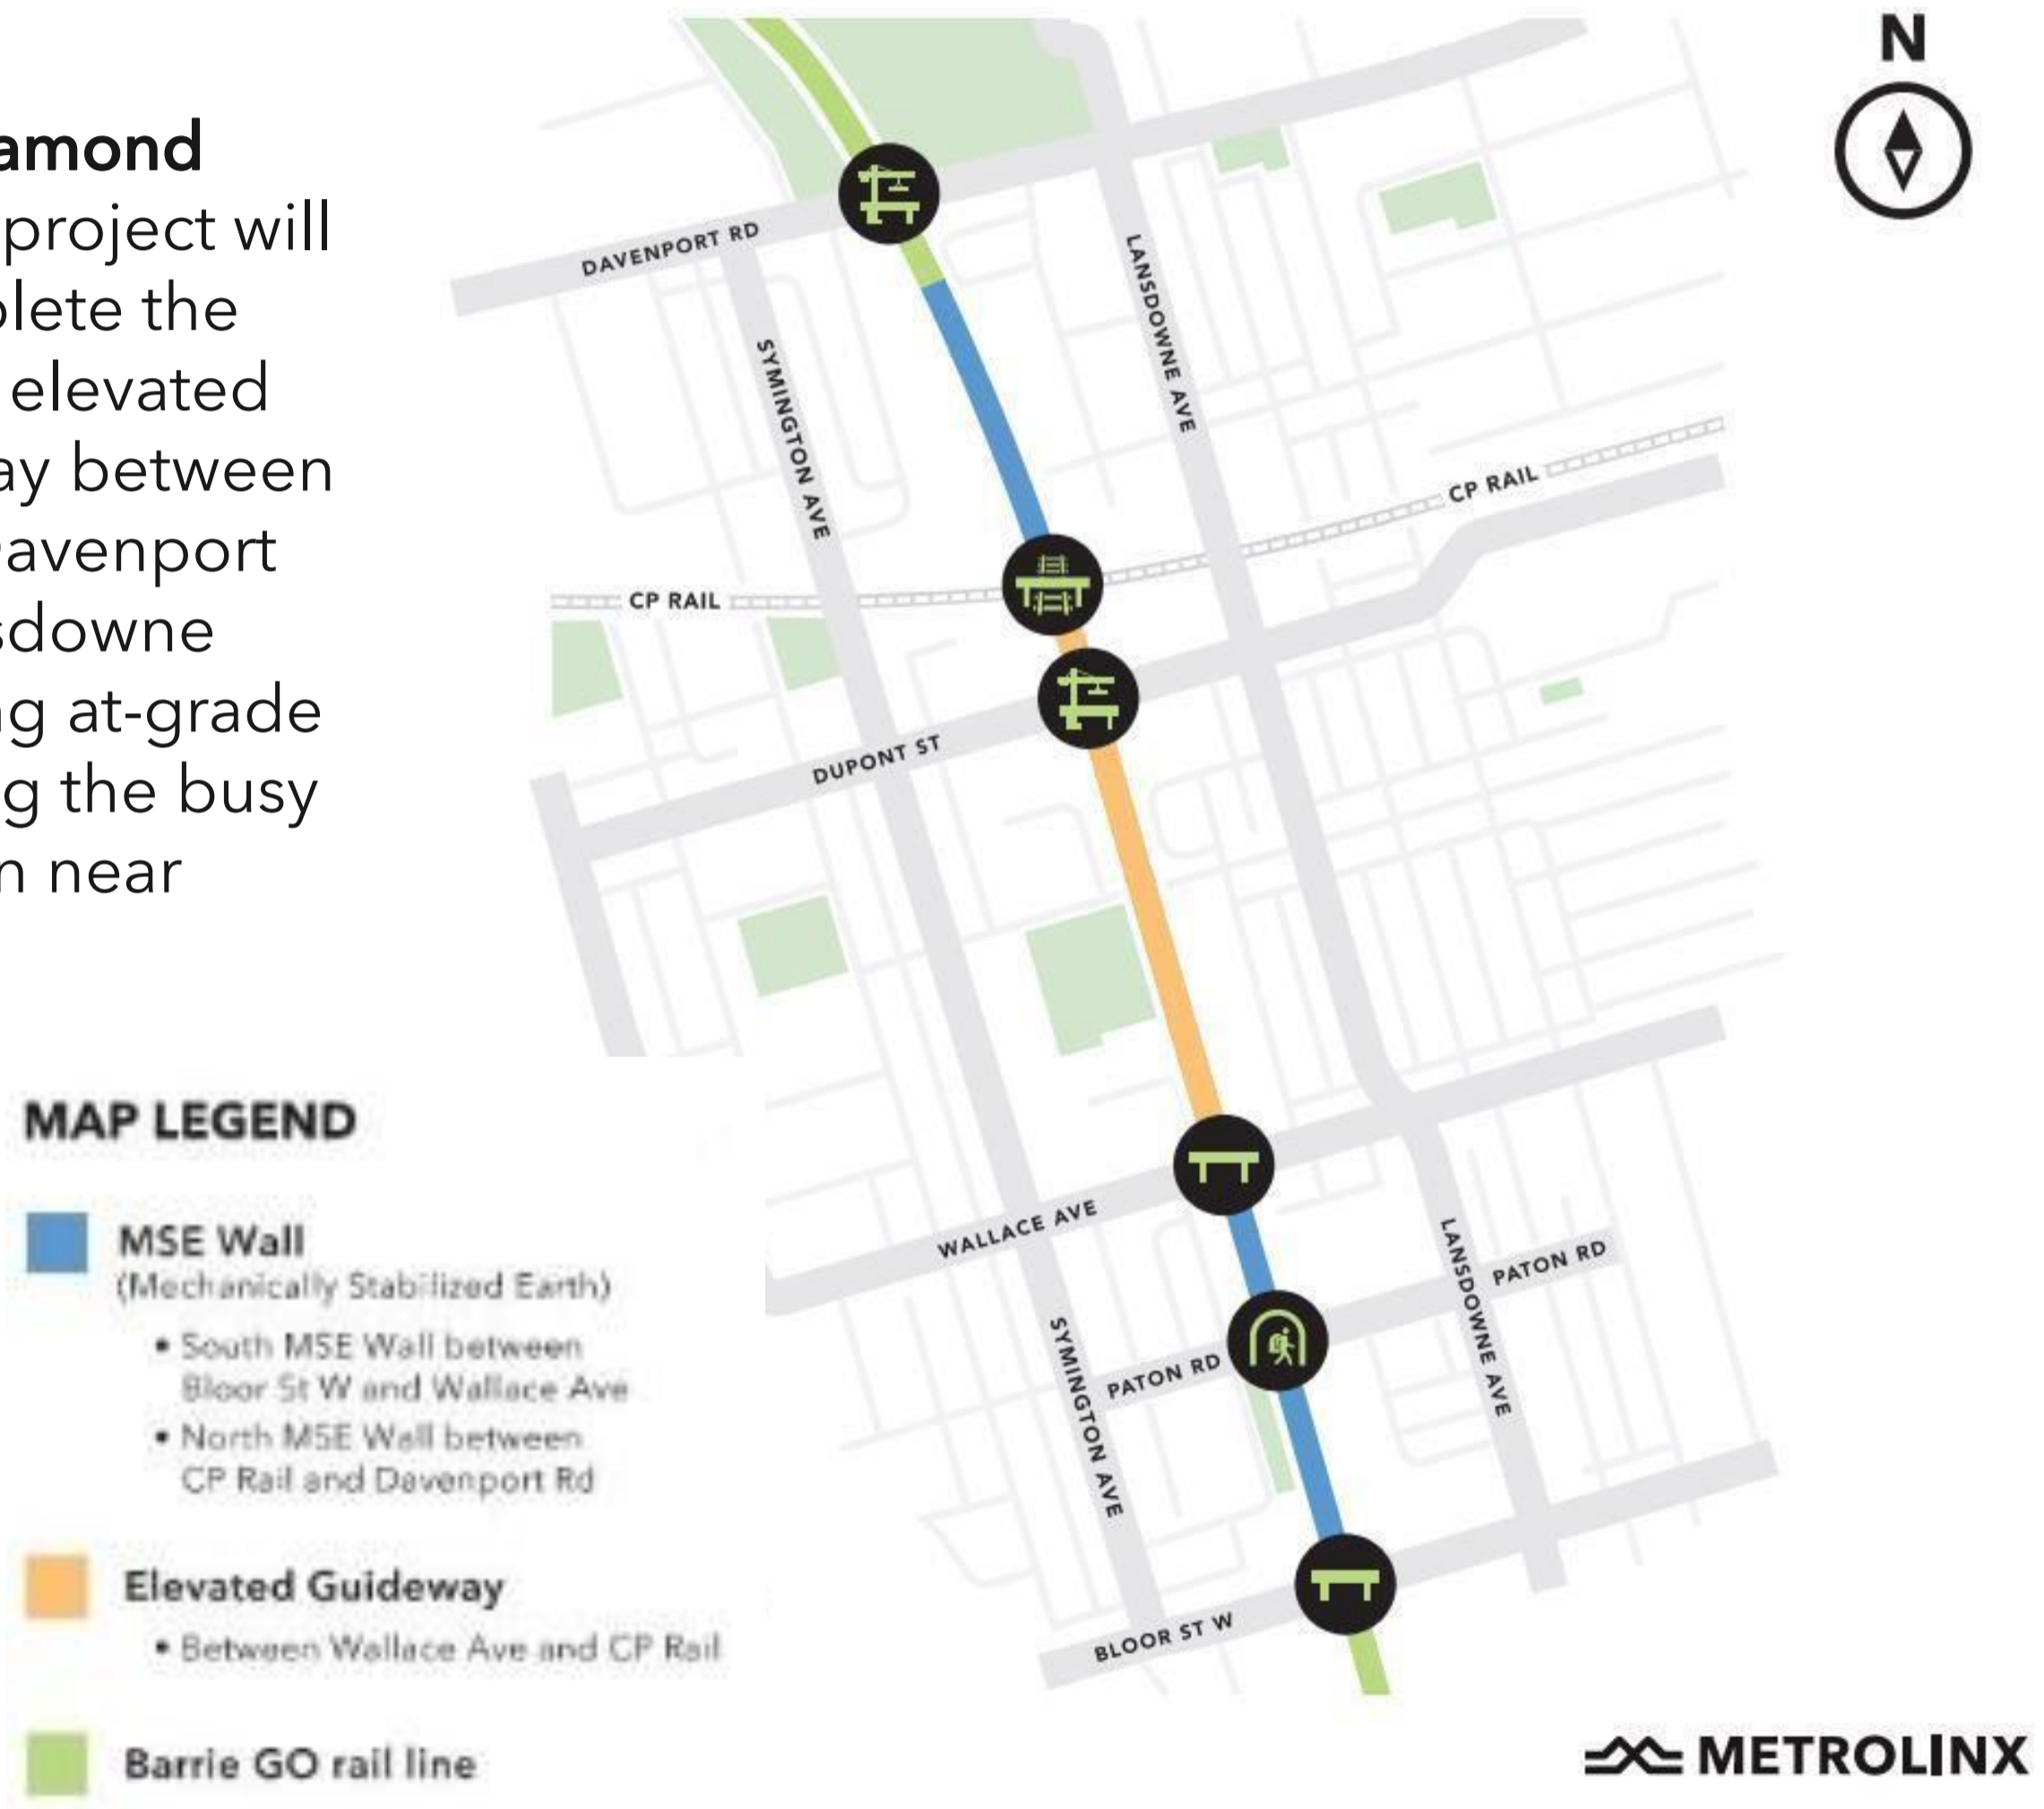 N
amond
project will
plete the
elevated
ay between
Davenport
sdowne
ng at-grade
g the busy
n near
DAVENPORT RD
SYMINGTON AVE
LANSDOWNE AVE
CP RAIL
CP RAIL
DUPONT ST
WALLACE AVE
LANSDOWNE AVE
PATON RD
PATON RD
SYMINGTON AVE
BLOOR ST W
MAP LEGEND
MSE Wall
(Mechanically Stabilized Earth)
• South MSE Wall between
Bloor St W and Wallace Ave
• North MSE Wall between
CP Rail and Davenport Rd
Elevated Guideway
• Between Wallace Ave and CP Rail
Barrie GO rail line
METROLINX